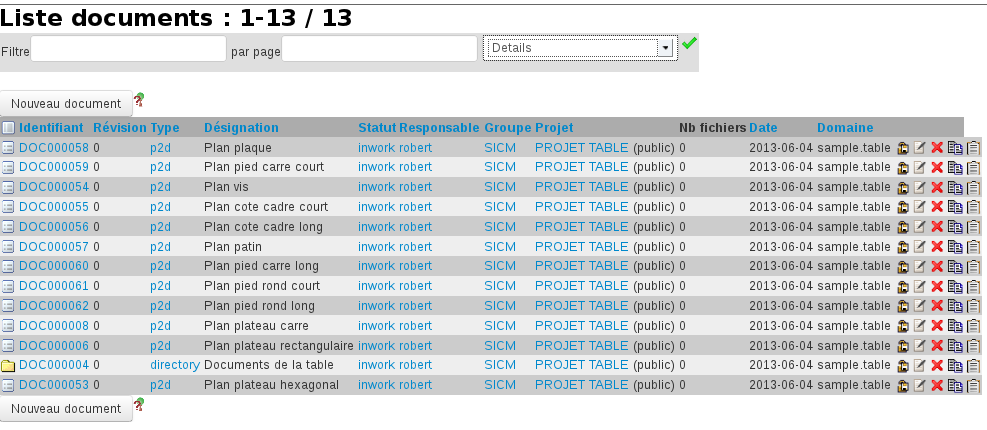 Liste documents : 1-13 / 13
Filtre par page Details
Nouveau document
Identifiant Révision Type Désignation Statut Responsable Groupe Projet Nb fichiers Date Domaine
DOC000058 0 p2d Plan plaque inwork robert SICM PROJET TABLE (public) 0 2013-06-04 sample.table
DOC000059 0 p2d Plan pied carre court inwork robert SICM PROJET TABLE (public) 0 2013-06-04 sample.table
DOC000054 0 p2d Plan vis inwork robert SICM PROJET TABLE (public) 0 2013-06-04 sample.table
DOC000055 0 p2d Plan cote cadre court inwork robert SICM PROJET TABLE (public) 0 2013-06-04 sample.table
DOC000056 0 p2d Plan cote cadre long inwork robert SICM PROJET TABLE (public) 0 2013-06-04 sample.table
DOC000057 0 p2d Plan patin inwork robert SICM PROJET TABLE (public) 0 2013-06-04 sample.table
DOC000060 0 p2d Plan pied carre long inwork robert SICM PROJET TABLE (public) 0 2013-06-04 sample.table
DOC000061 0 p2d Plan pied rond court inwork robert SICM PROJET TABLE (public) 0 2013-06-04 sample.table
DOC000062 0 p2d Plan pied rond long inwork robert SICM PROJET TABLE (public) 0 2013-06-04 sample.table
DOC000008 0 p2d Plan plateau carre inwork robert SICM PROJET TABLE (public) 0 2013-06-04 sample.table
DOC000006 0 p2d Plan plateau rectangulaire inwork robert SICM PROJET TABLE (public) 0 2013-06-04 sample.table
DOC000004 0 directory Documents de la table inwork robert SICM PROJET TABLE (public) 0 2013-06-04 sample.table
DOC000053 0 p2d Plan plateau hexagonal inwork robert SICM PROJET TABLE (public) 0 2013-06-04 sample.table
Nouveau document